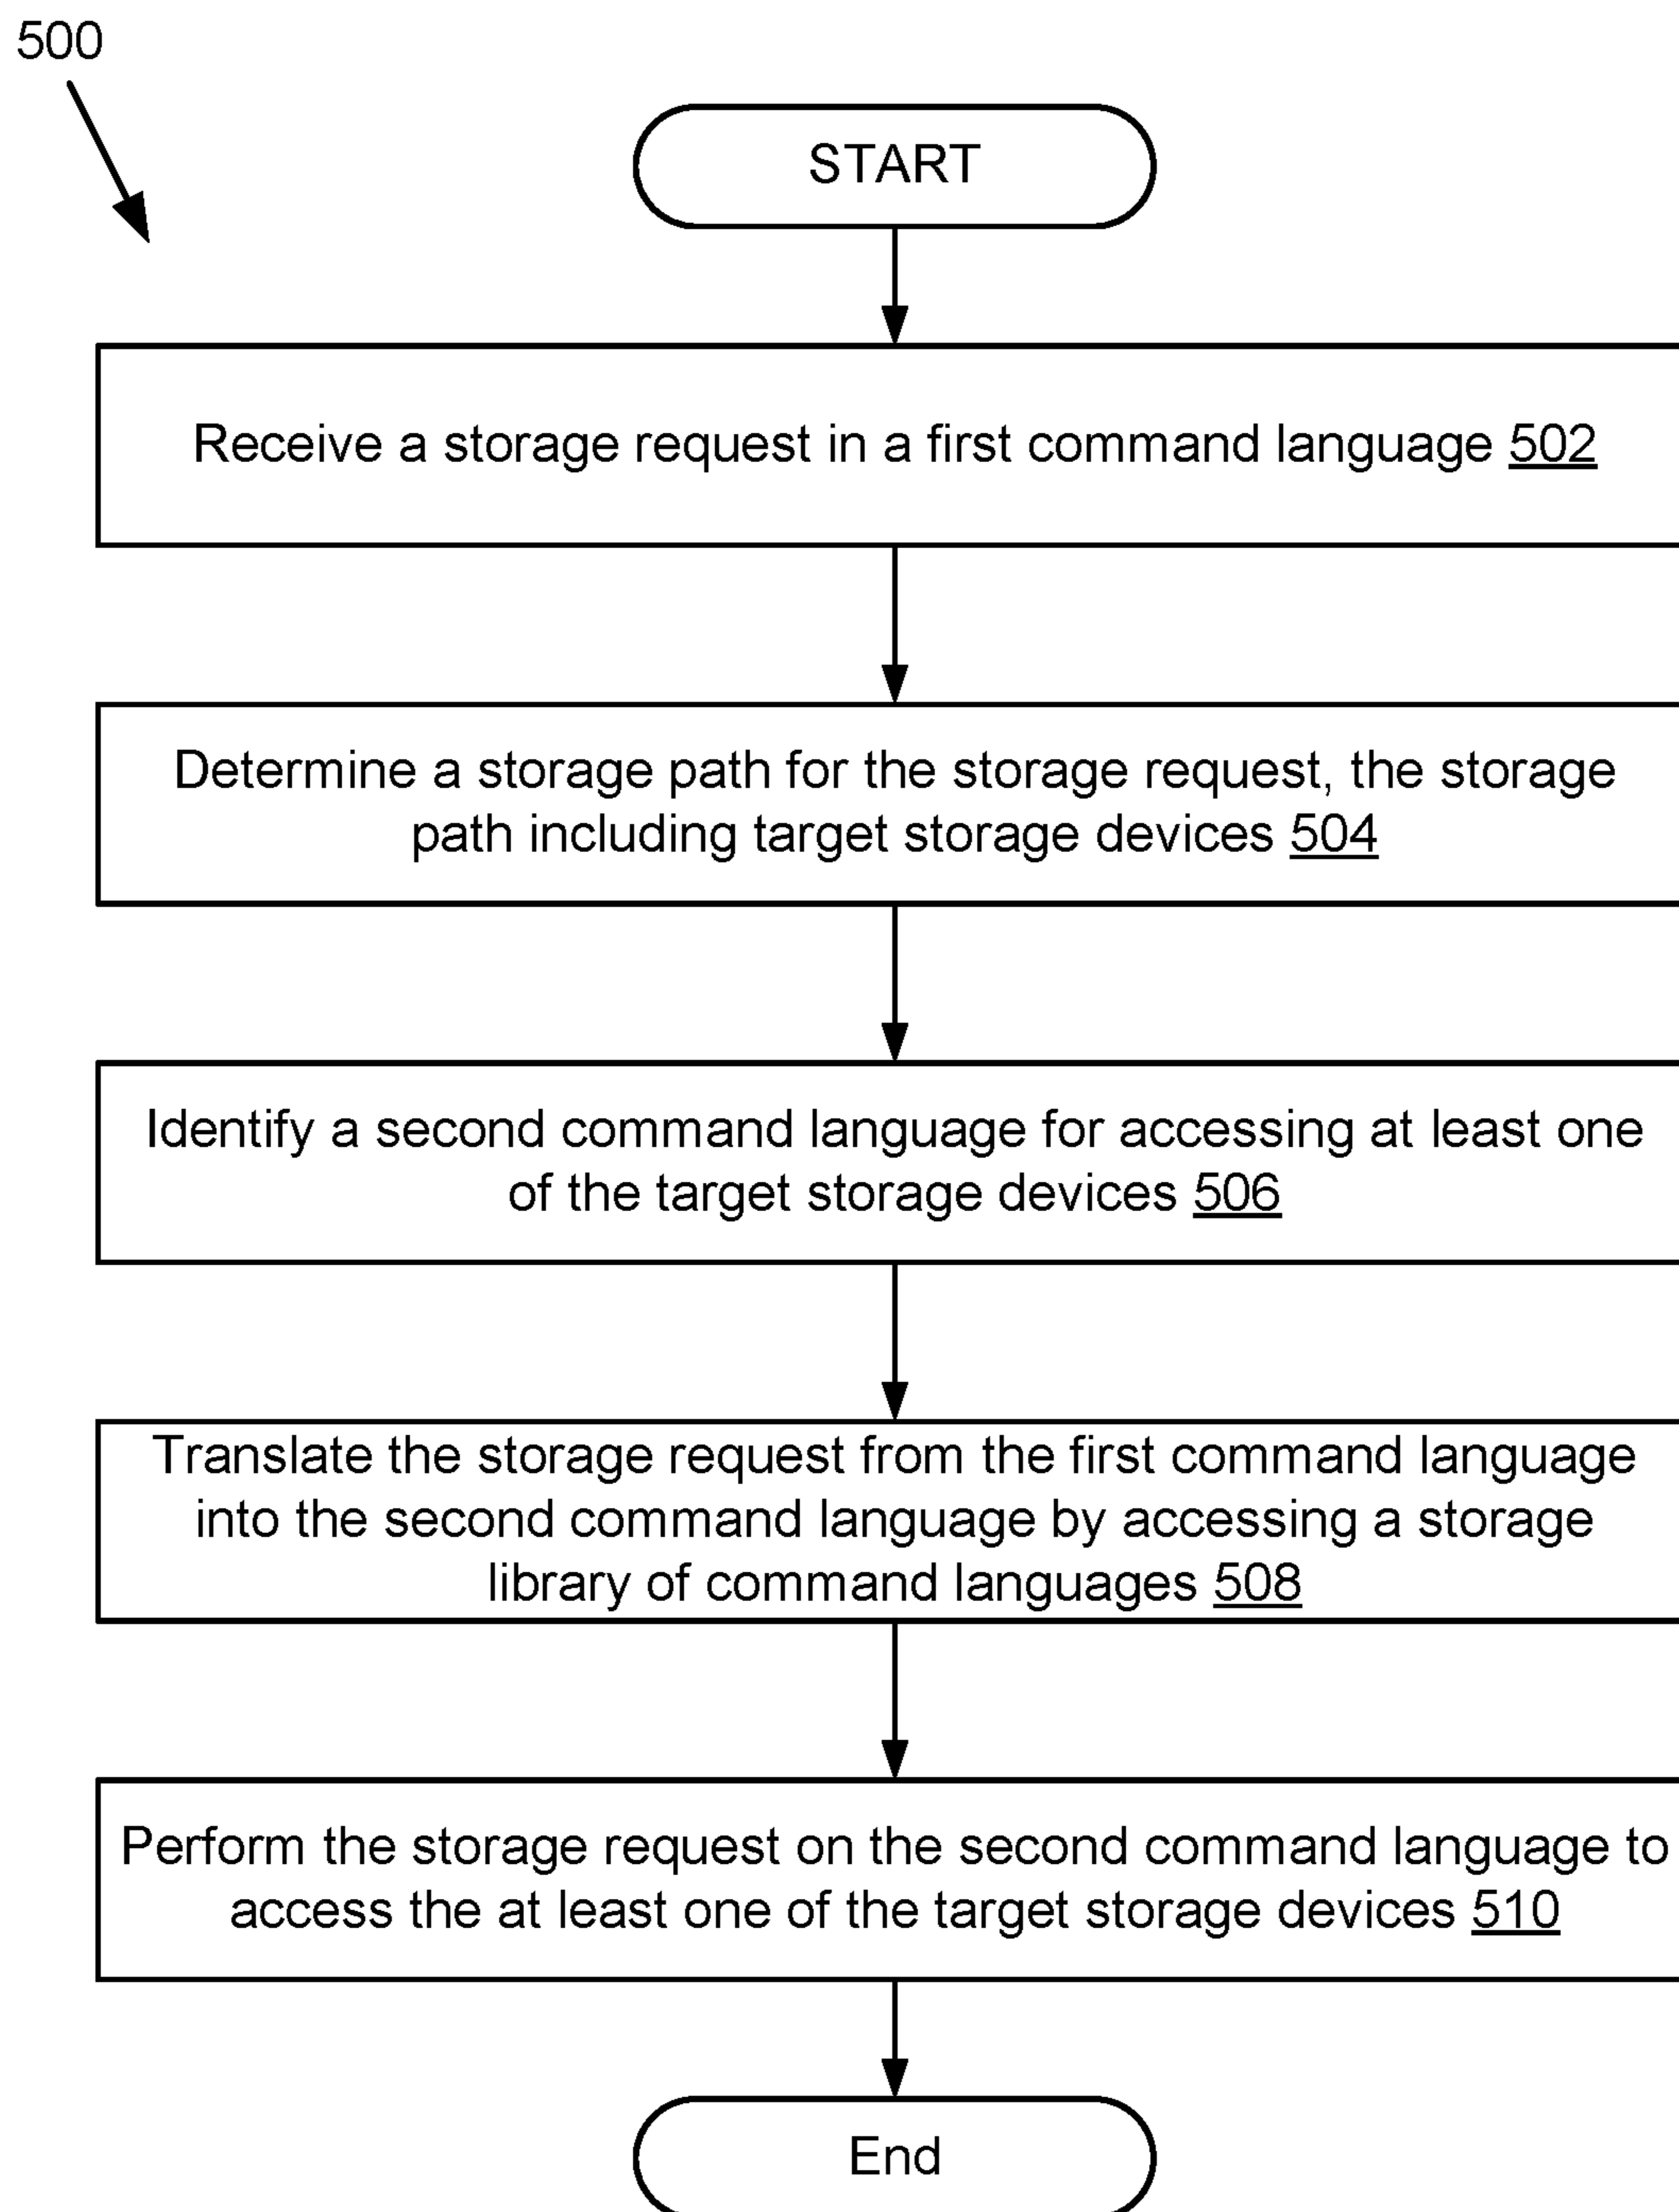 500
START
Receive a storage request in a first command language 502
Determine a storage path for the storage request, the storage
path including target storage devices 504
Identify a second command language for accessing at least one
of the target storage devices 506
Translate the storage request from the first command language
into the second command language by accessing a storage
library of command languages 508
Perform the storage request on the second command language to
access the at least one of the target storage devices 510
End